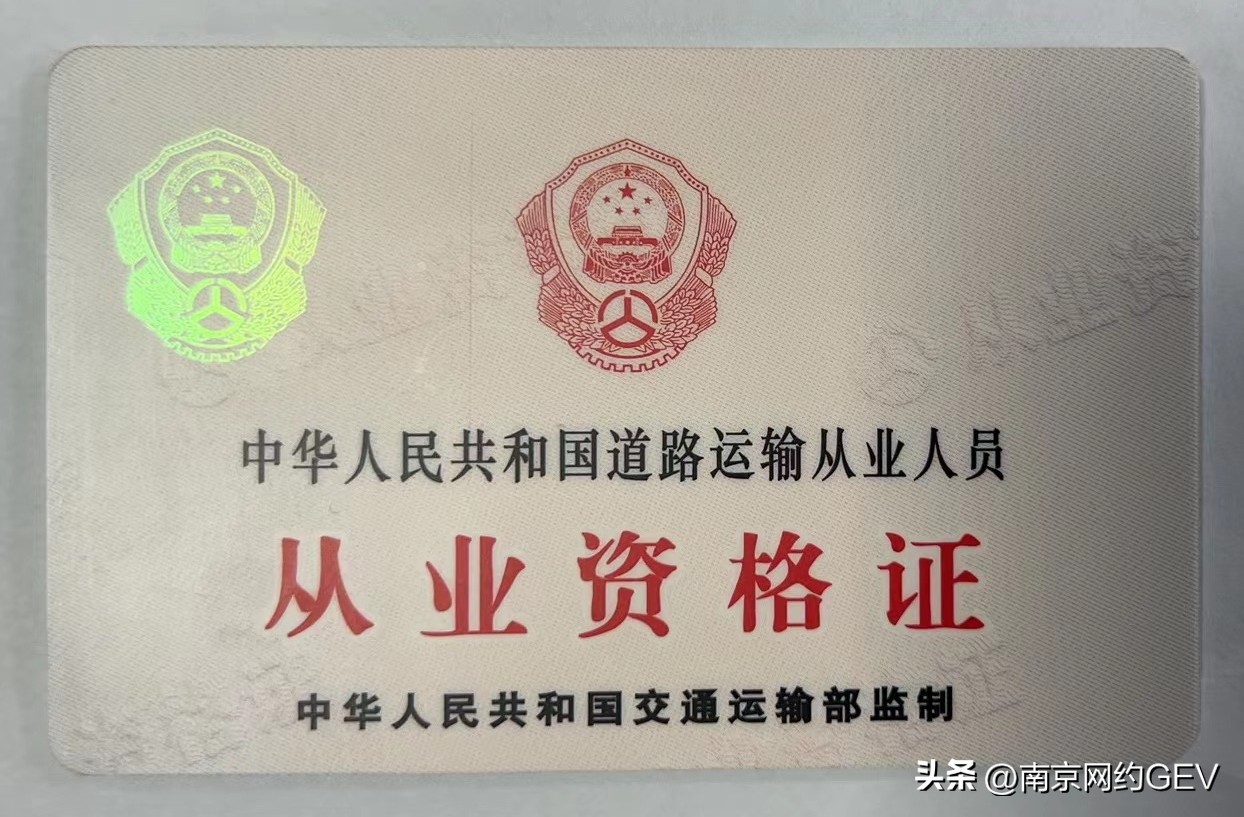 中华人民共和国道路运输从业人员
从业资格证
中华人民共和国交通运输部监制
头条 @南京网约GEV